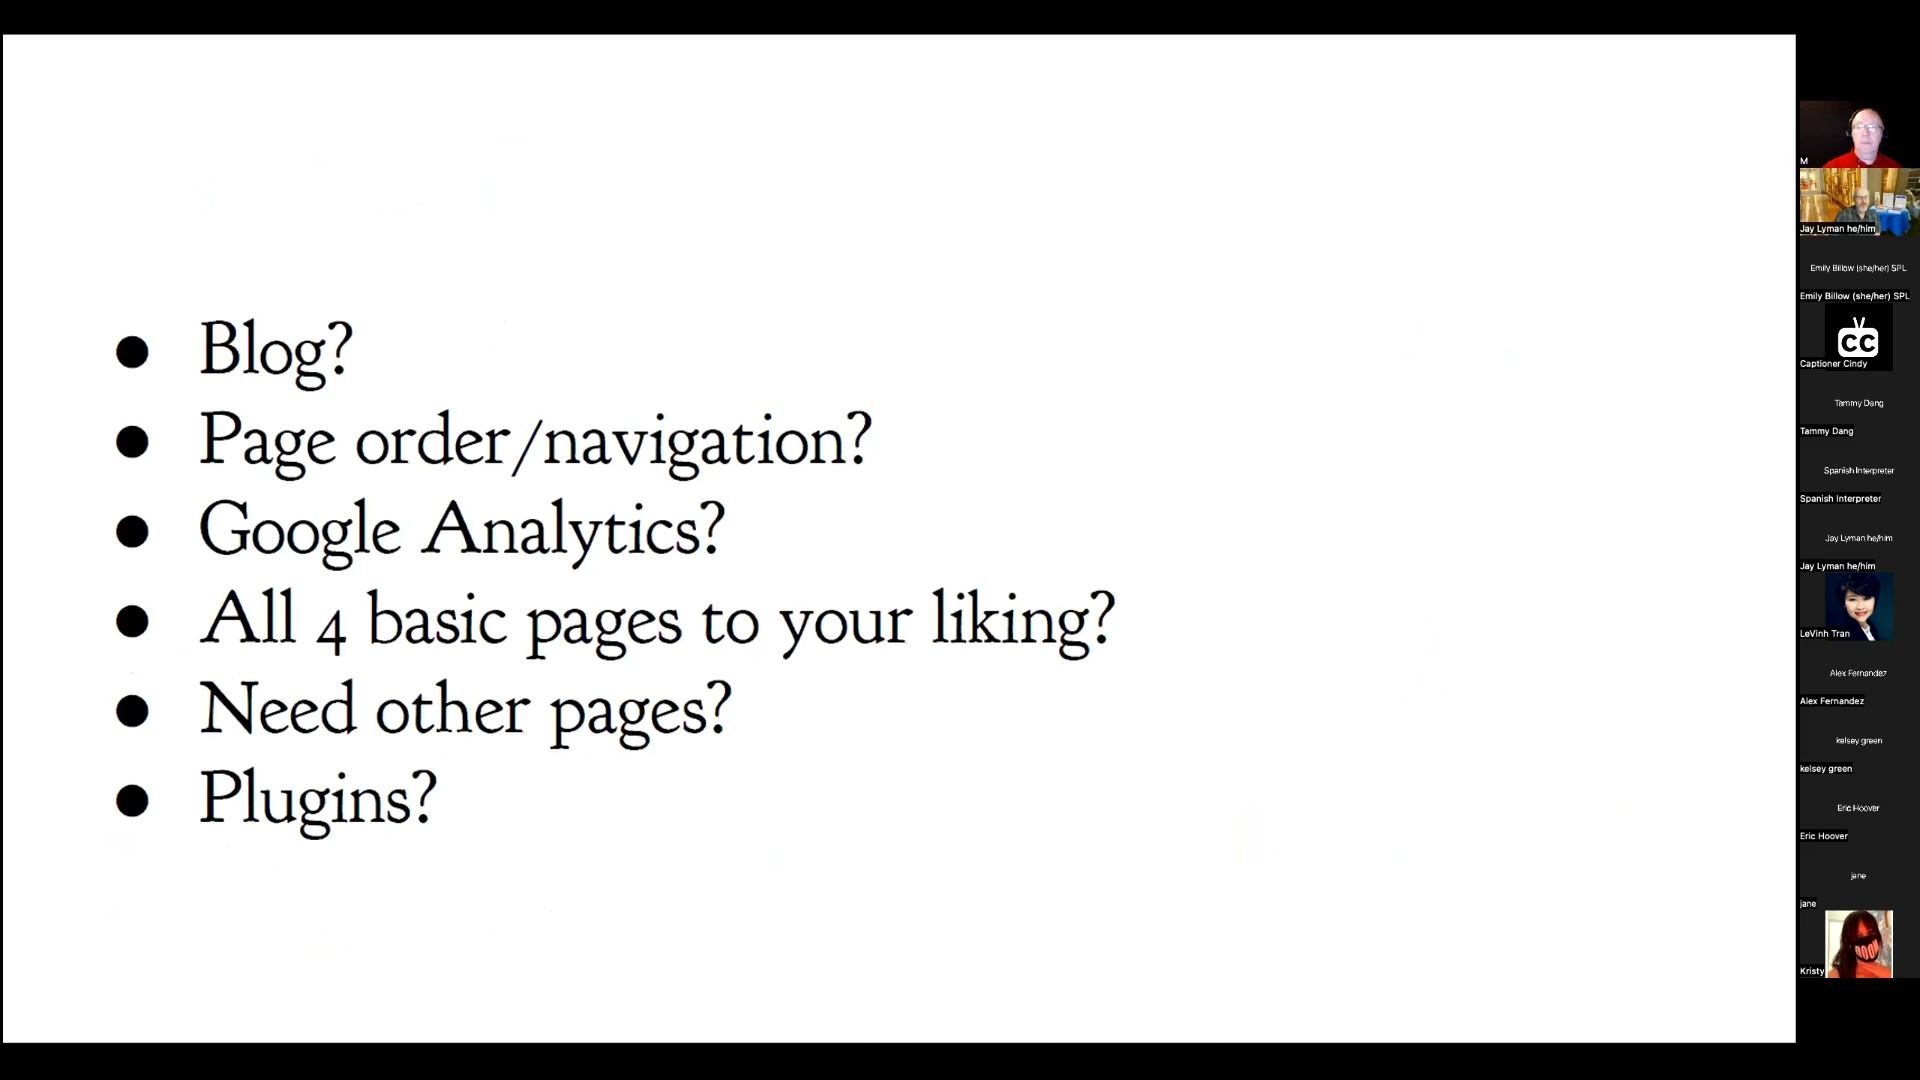 ● Blog?
● Page order/navigation?
● Google Analytics?
● All 4 basic pages to your liking?
● Need other pages?
● Plugins?
M
Jay Lyman he/him
Emily Billow (she/her) SPL
Emily Billow (she/her) SPL
CC
Captioner Cindy
Tammy Dang
Tammy Dang
Spanish Interpreter
Spanish Interpreter
Jay Lyman he/him
Jay Lyman he/him
LeVinh Tran
Alex Fernandez
Alex Fernandez
kelsey green
kelsey green
Eric Hoover
Eric Hoover
jane
jane
Kristy